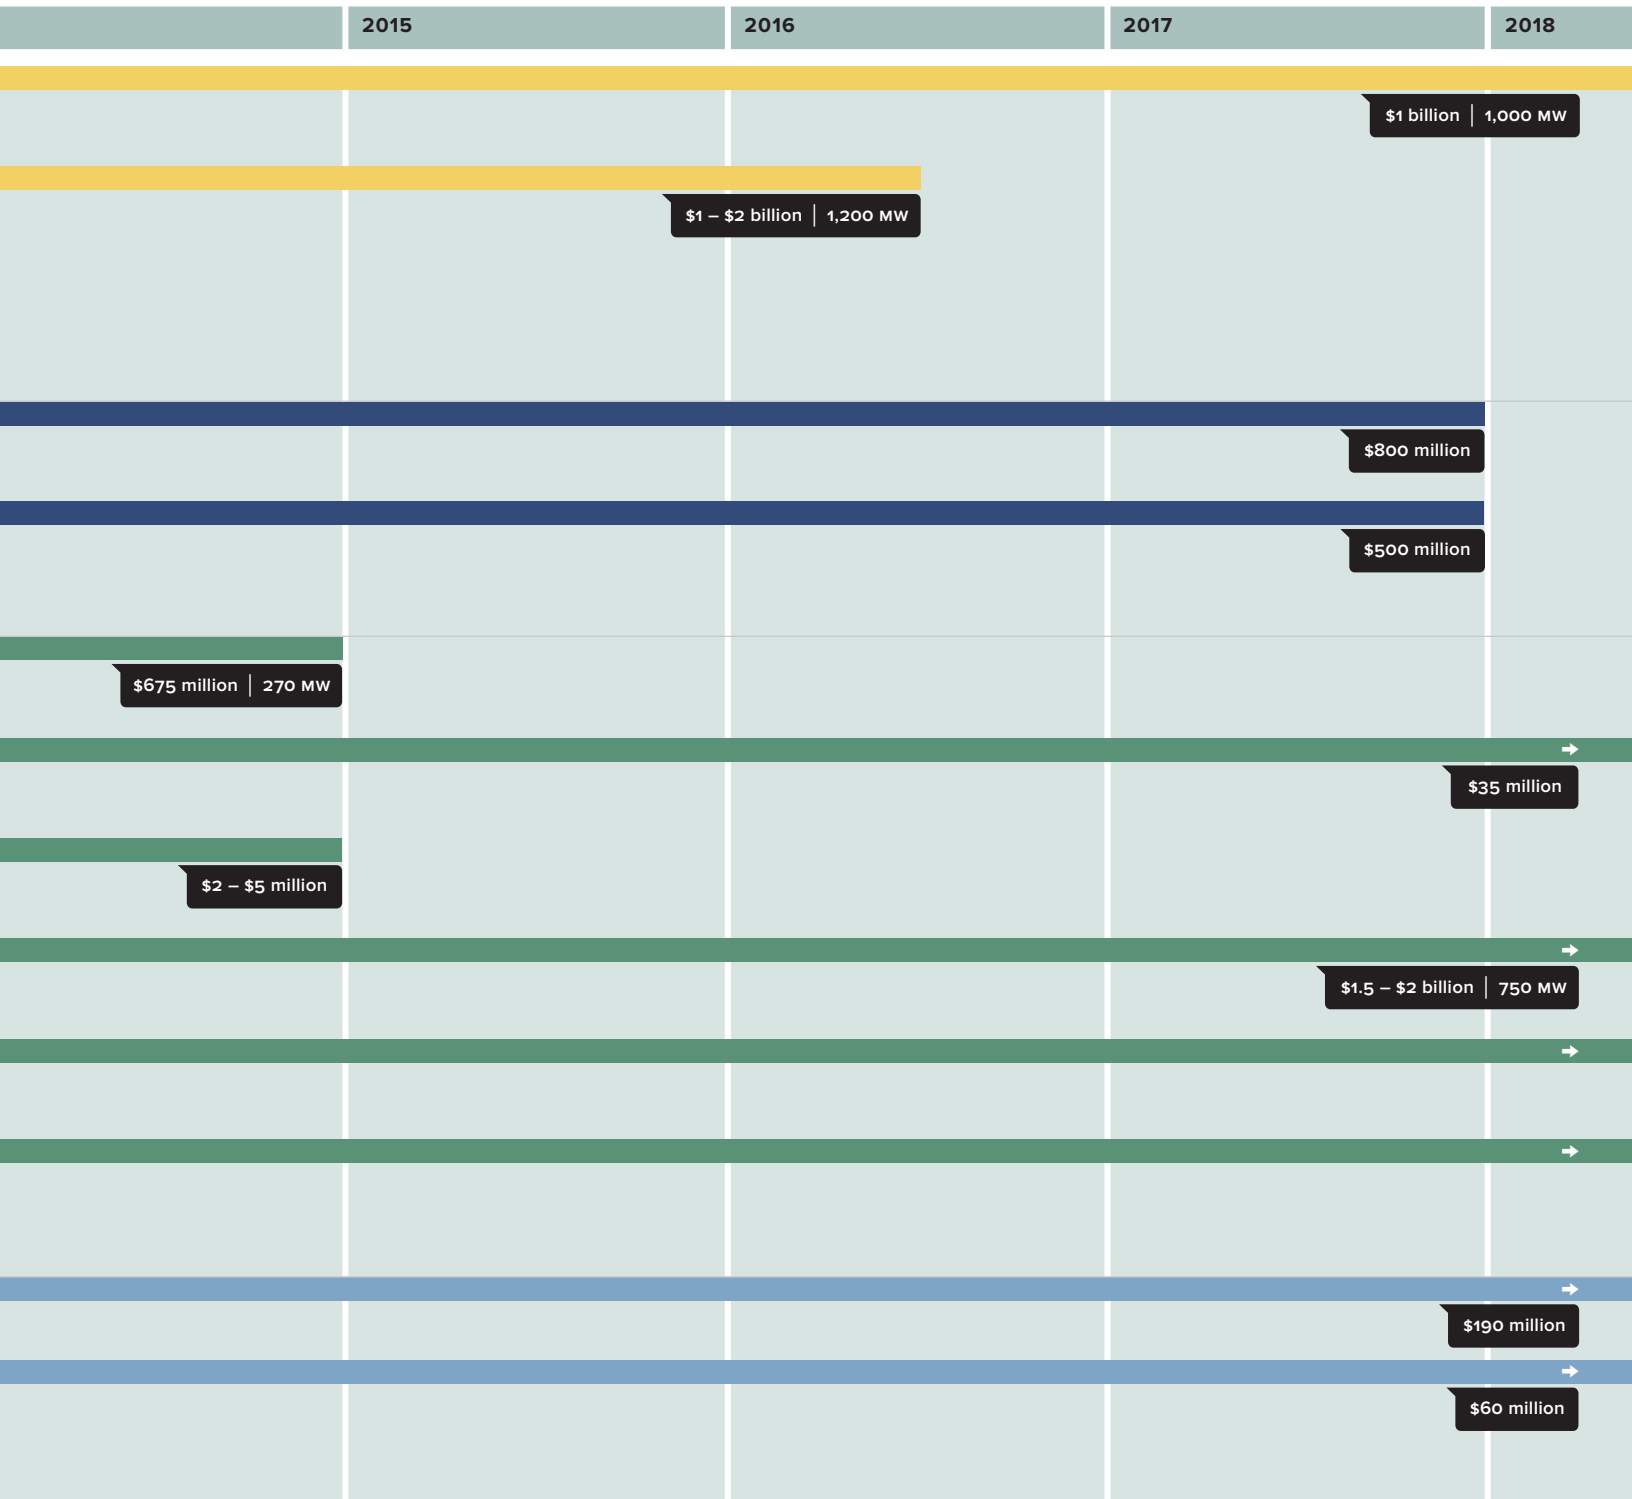 2015 2016 2017 2018
$1 billion | 1,000 MW
$1 – $2 billion | 1,200 MW
$800 million
$500 million
$675 million | 270 MW
$35 million
$2 – $5 million
$1.5 – $2 billion | 750 MW
$190 million
$60 million